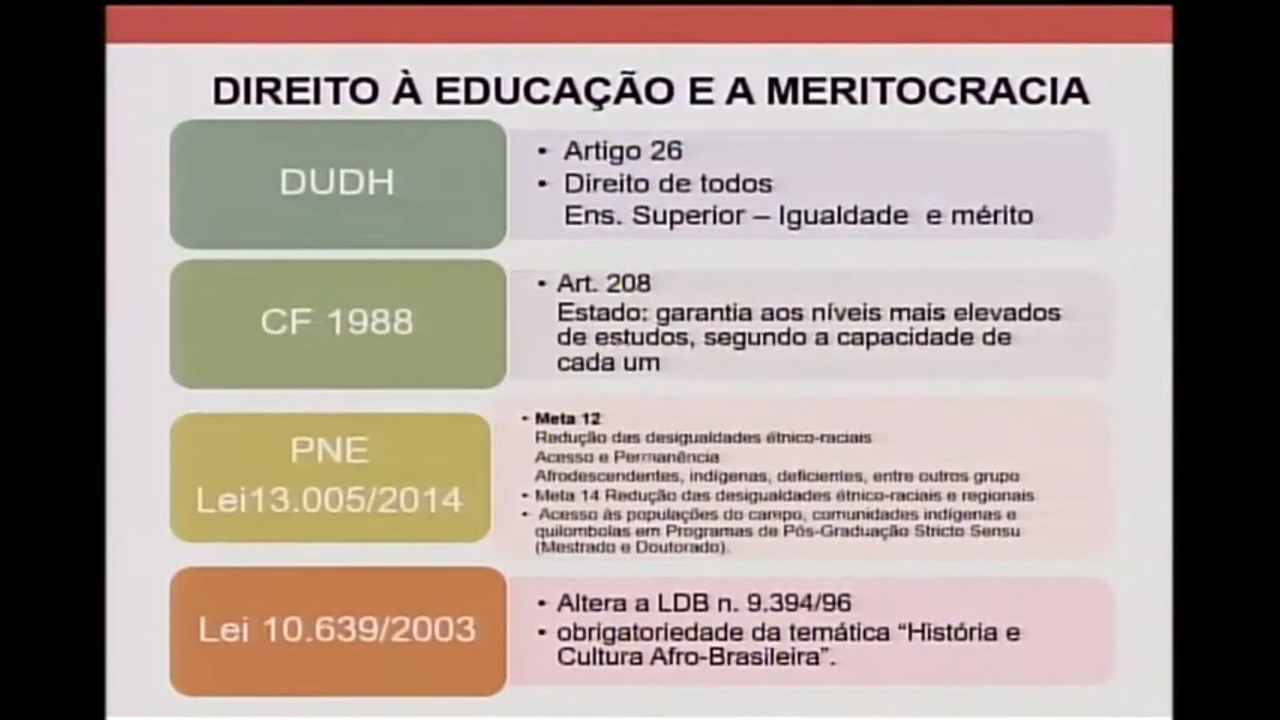 DIREITO À EDUCAÇÃO E A MERITOCRACIA
DUDH
• Artigo 26
• Direito de todos
Ens. Superior – Igualdade e mérito
CF 1988
• Art. 208
Estado: garantia aos níveis mais elevados
de estudos, segundo a capacidade de
cada um
PNE
Lei13.005/2014
• Meta 12
Redução das desigualdades étnico-raciais
Acesso e Permanência
Afrodescendentes, indígenas, deficientes, entre outros grupo
• Meta 14 Redução das desigualdades étnico-raciais e regionais
• Acesso às populações do campo, comunidades indígenas e
quilombolas em Programas de Pós-Graduação Stricto Sensu
(Mestrado e Doutorado).
Lei 10.639/2003
• Altera a LDB n. 9.394/96
• obrigatoriedade da temática “História e
Cultura Afro-Brasileira”.